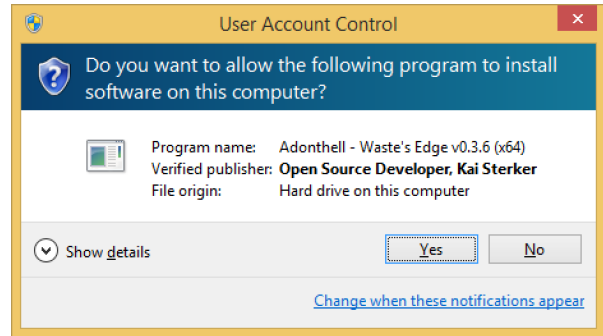 User Account Control
Do you want to allow the following program to install
software on this computer?
Program name: Adonthell - Waste's Edge v0.3.6 (x64)
Verified publisher: Open Source Developer, Kai Sterker
File origin: Hard drive on this computer
Show details
Yes
No
Change when these notifications appear